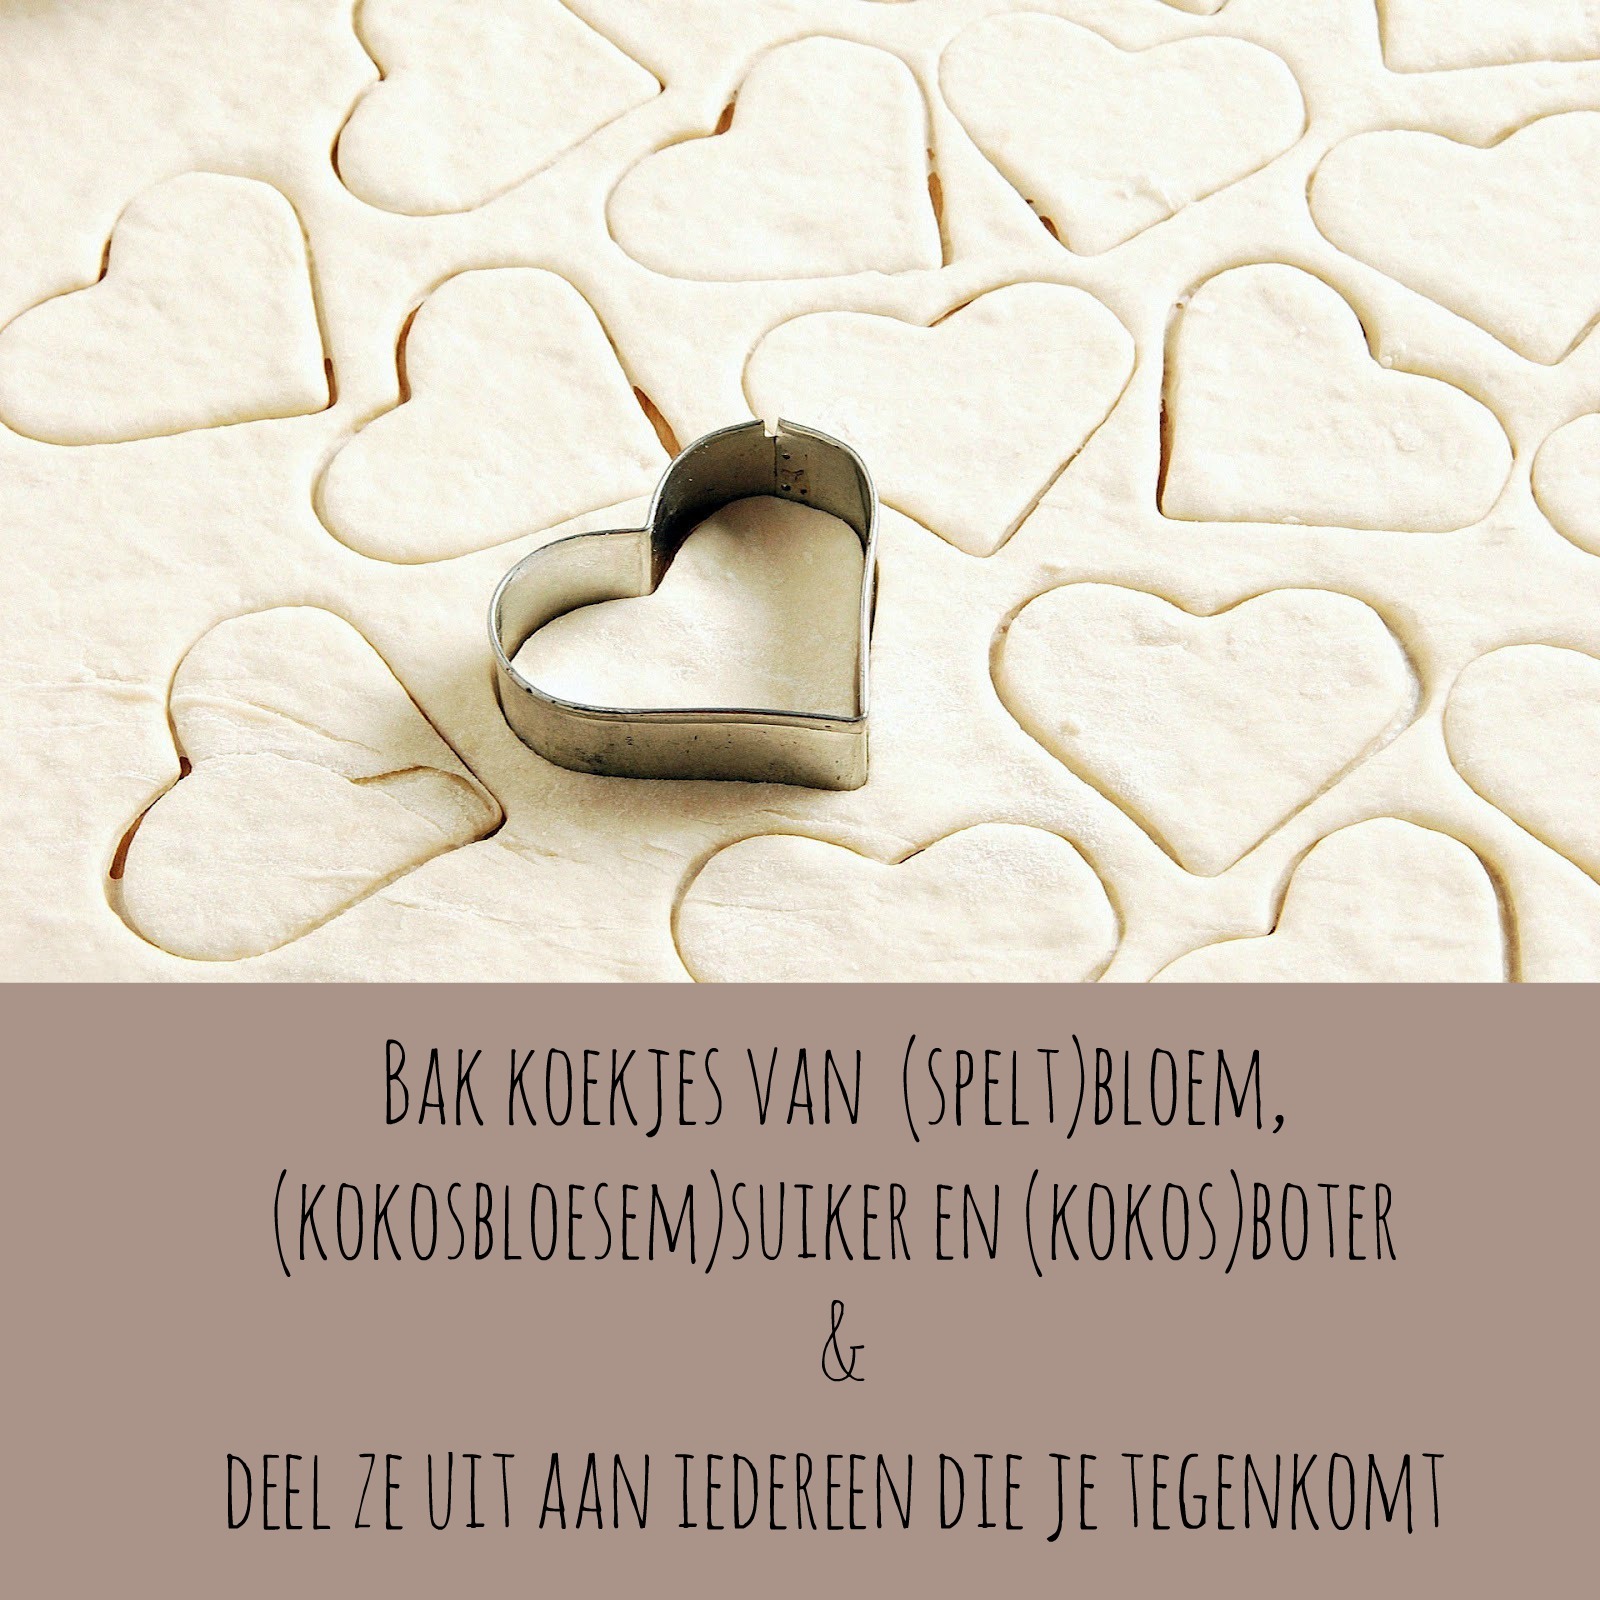 Bak koekjes van (spelt)bloem,
(kokosbloesem)suiker en (kokos)boter
&
deel ze uit aan iedereen die je tegenkomt